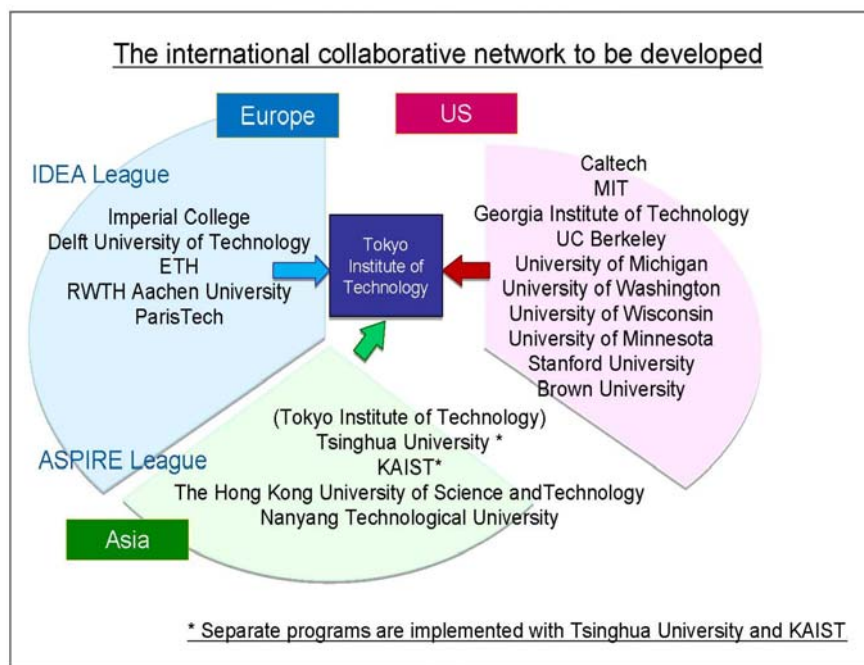 The international collaborative network to be developed
Europe
US
IDEA League
Imperial College
Delft University of Technology
ETH
RWTH Aachen University
ParisTech
Tokyo
Institute of
Technology
Caltech
MIT
Georgia Institute of Technology
UC Berkeley
University of Michigan
University of Washington
University of Wisconsin
University of Minnesota
Stanford University
Brown University
ASPIRE League
(Tokyo Institute of Technology)
Tsinghua University *
KAIST*
The Hong Kong University of Science andTechnology
Nanyang Technological University
Asia
* Separate programs are implemented with Tsinghua University and KAIST